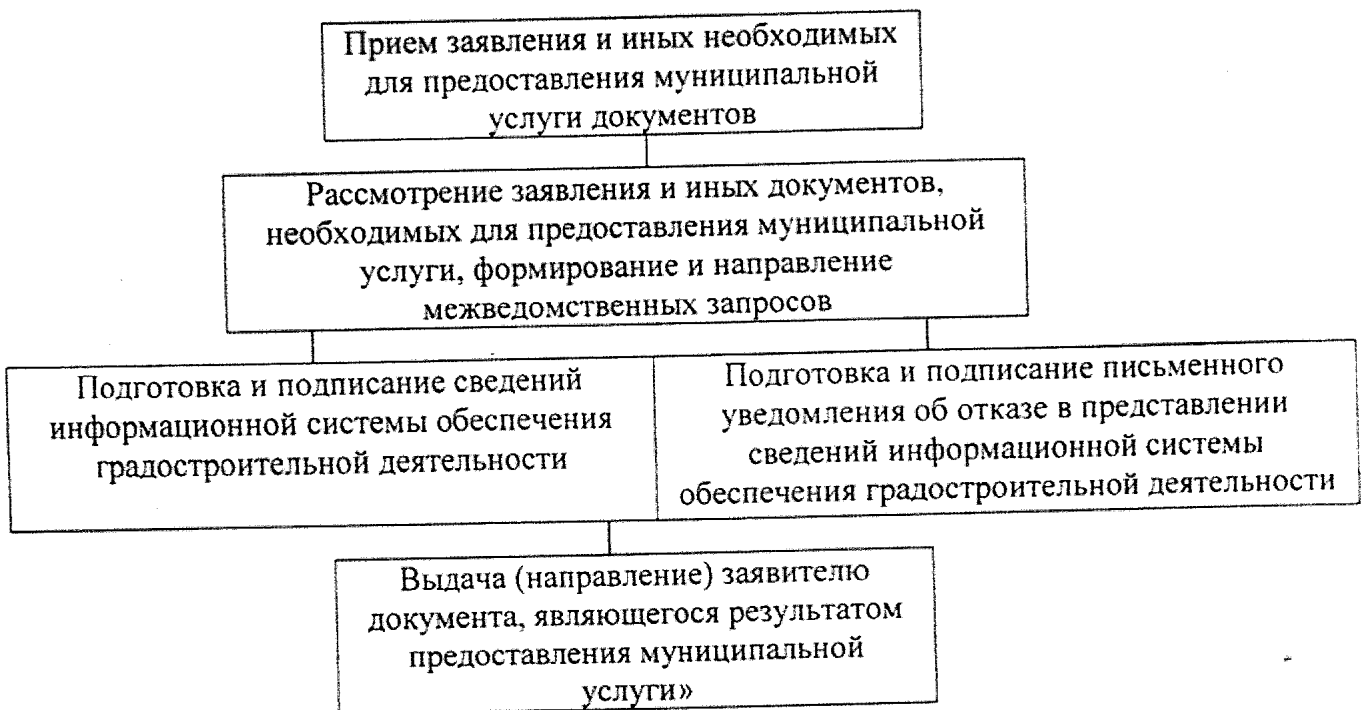 Прием заявления и иных необходимых
для предоставления муниципальной
услуги документов
Рассмотрение заявления и иных документов,
необходимых для предоставления муниципальной
услуги, формирование и направление
межведомственных запросов
Подготовка и подписание сведений
информационной системы обеспечения
градостроительной деятельности
Подготовка и подписание письменного
уведомления об отказе в представлении
сведений информационной системы
обеспечения градостроительной деятельности
Выдача (направление) заявителю
документа, являющегося результатом
предоставления муниципальной
услуги»